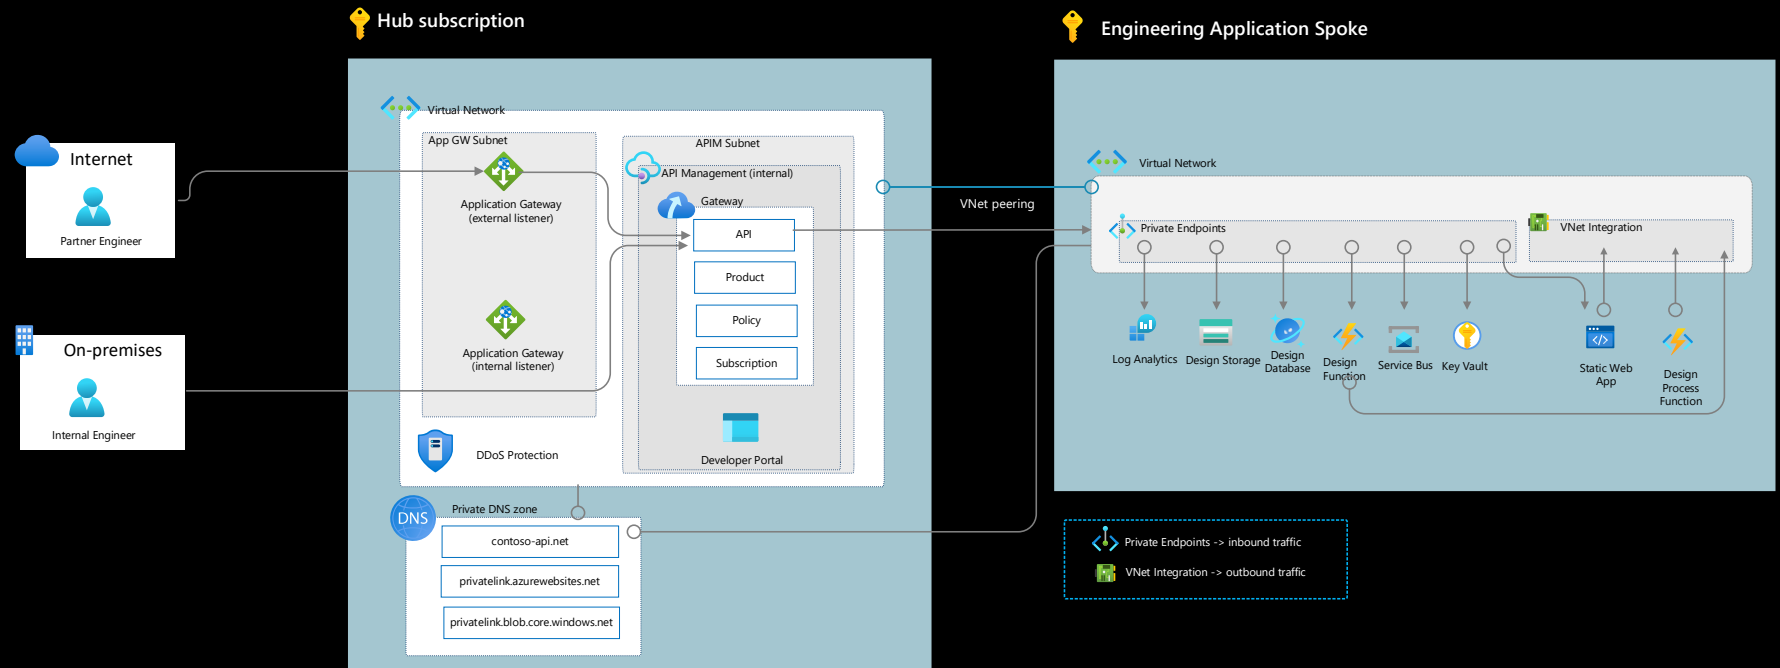 Hub subscription
Engineering Application Spoke
Internet
Partner Engineer
On-premises
Internal Engineer
Virtual Network
App GW Subnet
Application Gateway
(external listener)
Application Gateway
(internal listener)
DDoS Protection
APIM Subnet
API Management (internal)
Gateway
API
Product
Policy
Subscription
Developer Portal
DNS
Private DNS zone
contoso-api.net
privatelink.azurewebsites.net
privatelink.blob.core.windows.net
VNet peering
Virtual Network
Private Endpoints
VNet Integration
Log Analytics
Design Storage
Design
Database
Design
Function
Service Bus
Key Vault
Static Web
App
Design
Process
Function
Private Endpoints -> inbound traffic
VNet Integration -> outbound traffic